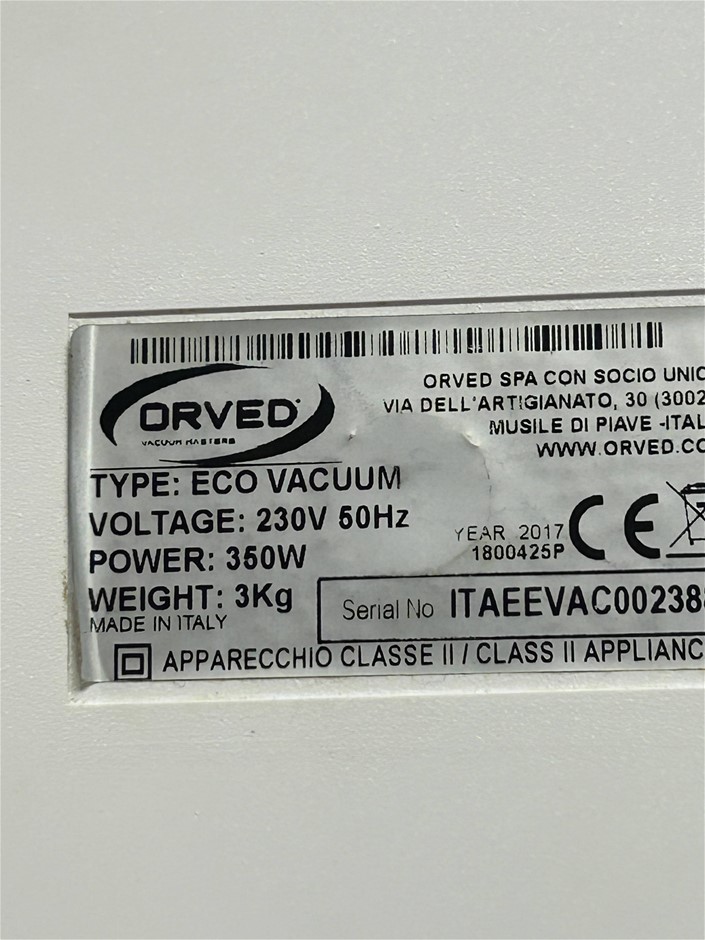 ORVED
VACUUM MASTERS
ORVED SPA CON SOCIO UNIC
VIA DELL'ARTIGIANATO, 30 (3002
MUSILE DI PIAVE -ITAL
WWW.ORVED.CO
TYPE: ECO VACUUM
VOLTAGE: 230V 50Hz
POWER: 350W
WEIGHT: 3Kg
MADE IN ITALY
YEAR 2017
1800425P
CE
Serial No ITAEEVAC00238
APPARECCHIO CLASSE II / CLASS II APPLIANC